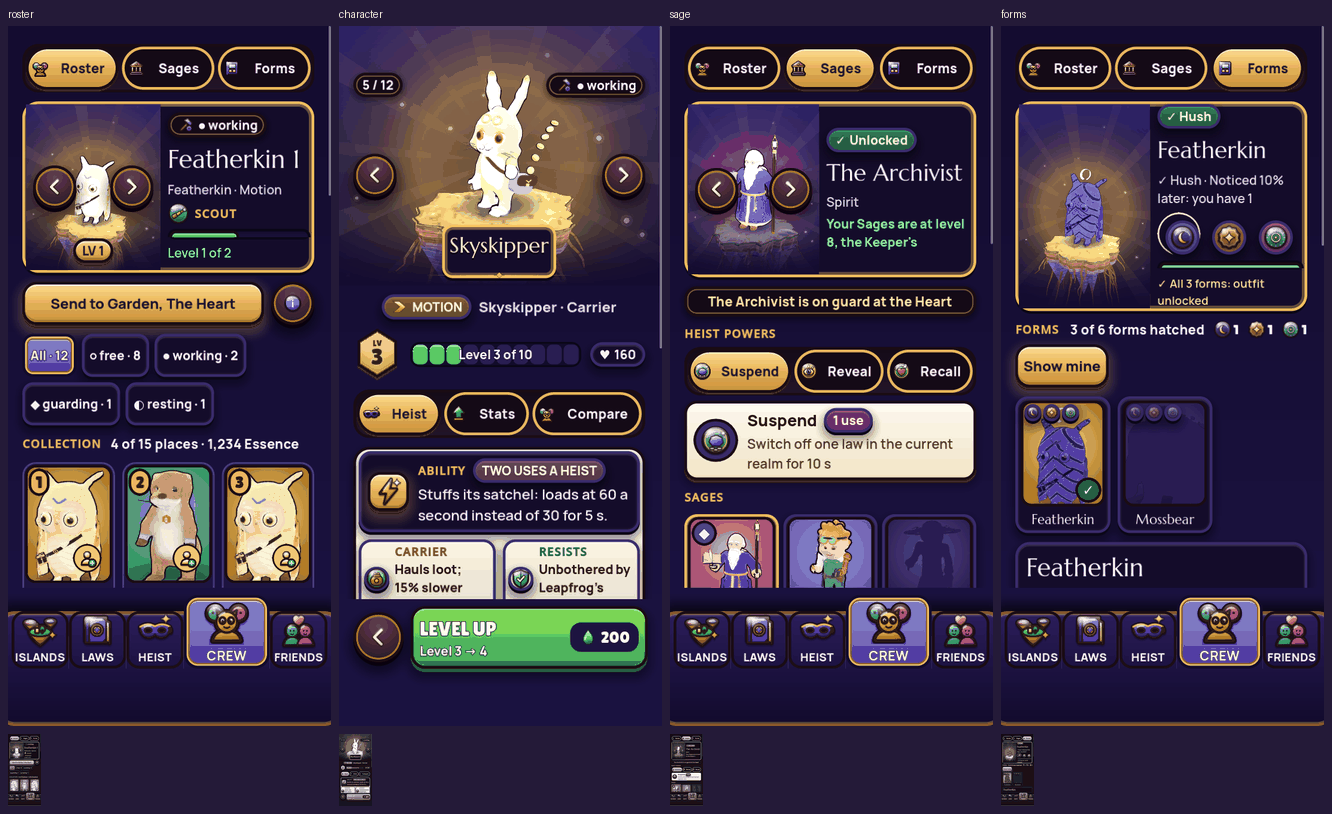 roster
character
sage
forms
Roster
Sages
Forms
● working
Featherkin 1
Featherkin · Motion
SCOUT
LV 1
Level 1 of 2
Send to Garden, The Heart
All · 12
free · 8
● working · 2
◆ guarding · 1
◐ resting · 1
COLLECTION 4 of 15 places · 1,234 Essence
1
2
3
ISLANDS
LAWS
HEIST
CREW
FRIENDS
5 / 12
● working
Skyskipper
MOTION
Skyskipper · Carrier
LV
3
Level 3 of 10
♥ 160
Heist
Stats
Compare
ABILITY TWO USES A HEIST
Stuffs its satchel: loads at 60 a
second instead of 30 for 5 s.
CARRIER
Hauls loot;
15% slower
RESISTS
Unbothered by
Leapfrog's
LEVEL UP
Level 3 → 4
200
Roster
Sages
Forms
✓ Unlocked
The Archivist
Spirit
Your Sages are at level
8, the Keeper's
The Archivist is on guard at the Heart
HEIST POWERS
Suspend
Reveal
Recall
Suspend 1 use
Switch off one law in the current
realm for 10 s
SAGES
ISLANDS
LAWS
HEIST
CREW
FRIENDS
Roster
Sages
Forms
✓ Hush
Featherkin
✓ Hush · Noticed 10%
later: you have 1
✓ All 3 forms: outfit
unlocked
FORMS 3 of 6 forms hatched 1 1 1
Show mine
Featherkin
Mossbear
Featherkin
ISLANDS
LAWS
HEIST
CREW
FRIENDS